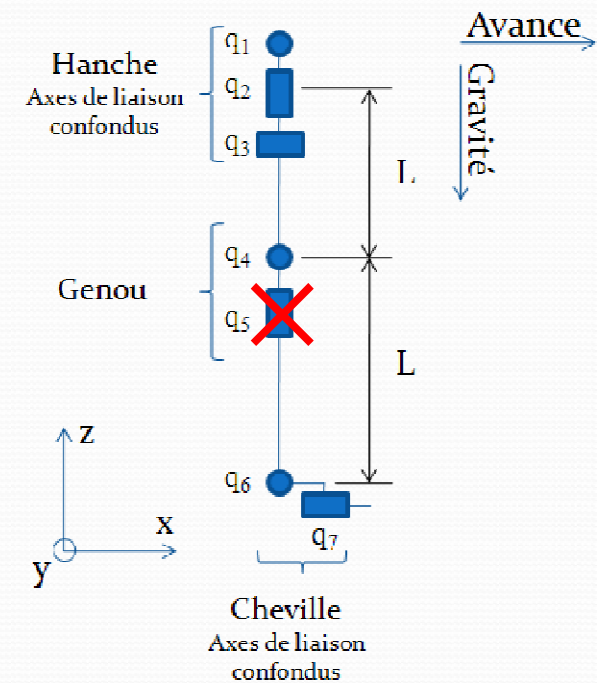 Avance
Gravité
Hanche
Axes de liaison
confondus
q1
q2
q3
L
Genou
q4
q5
L
z
x
y
q6
q7
Cheville
Axes de liaison
confondus